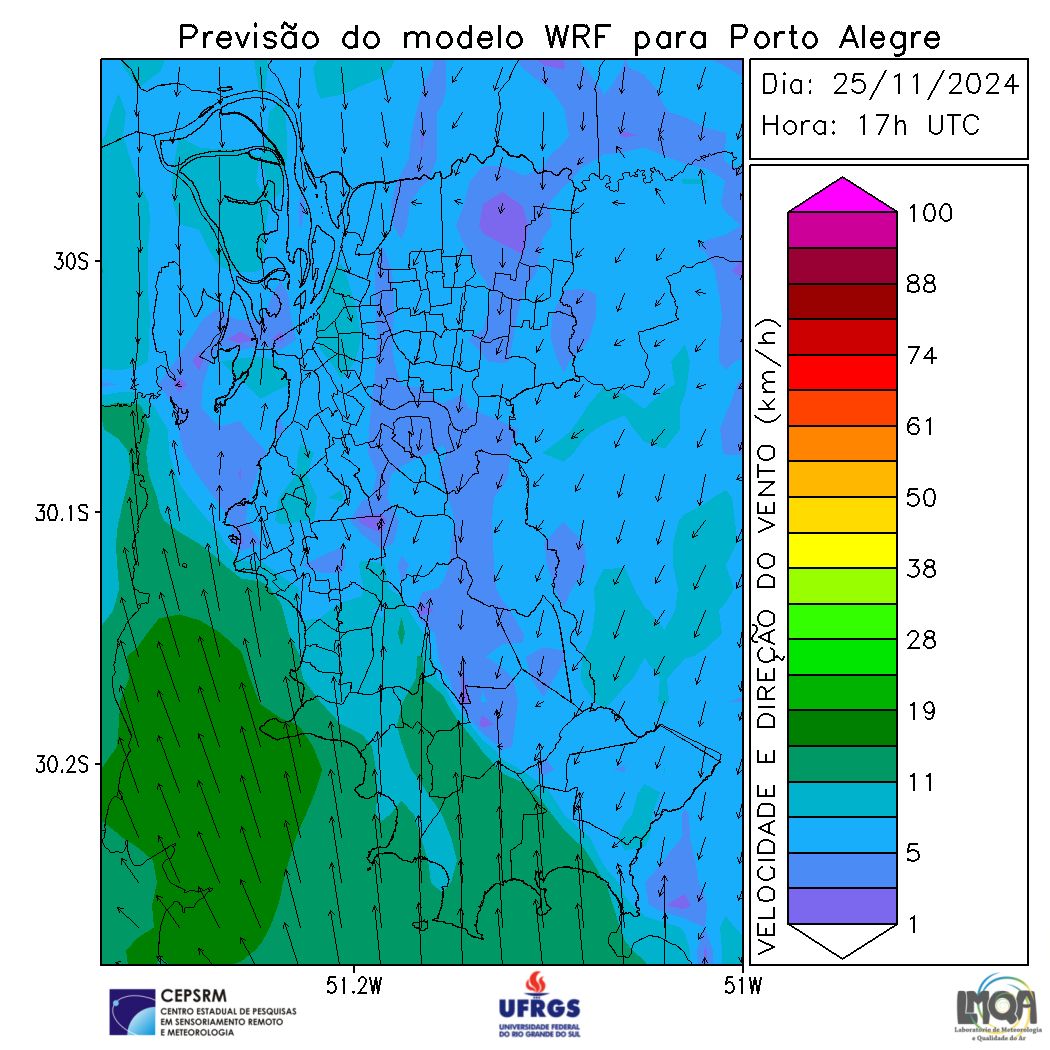 Previsão do modelo WRF para Porto Alegre
Dia: 25/11/2024
Hora: 17h UTC
30S
30.1S
30.2S
51.2W
51W
VELOCIDADE E DIREÇÃO DO VENTO (km/h)
100
88
74
61
50
38
28
19
11
5
1
CEPSRM
CENTRO ESTADUAL DE PESQUISAS
EM SENSORIAMENTO REMOTO
E METEOROLOGIA
UFRGS
UNIVERSIDADE FEDERAL
DO RIO GRANDE DO SUL
LMQA
Laboratório de Meteorologia
e Qualidade do Ar